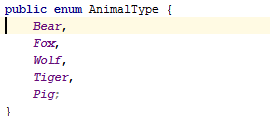 public enum AnimalType {
    Bear,
    Fox,
    Wolf,
    Tiger,
    Pig;
}